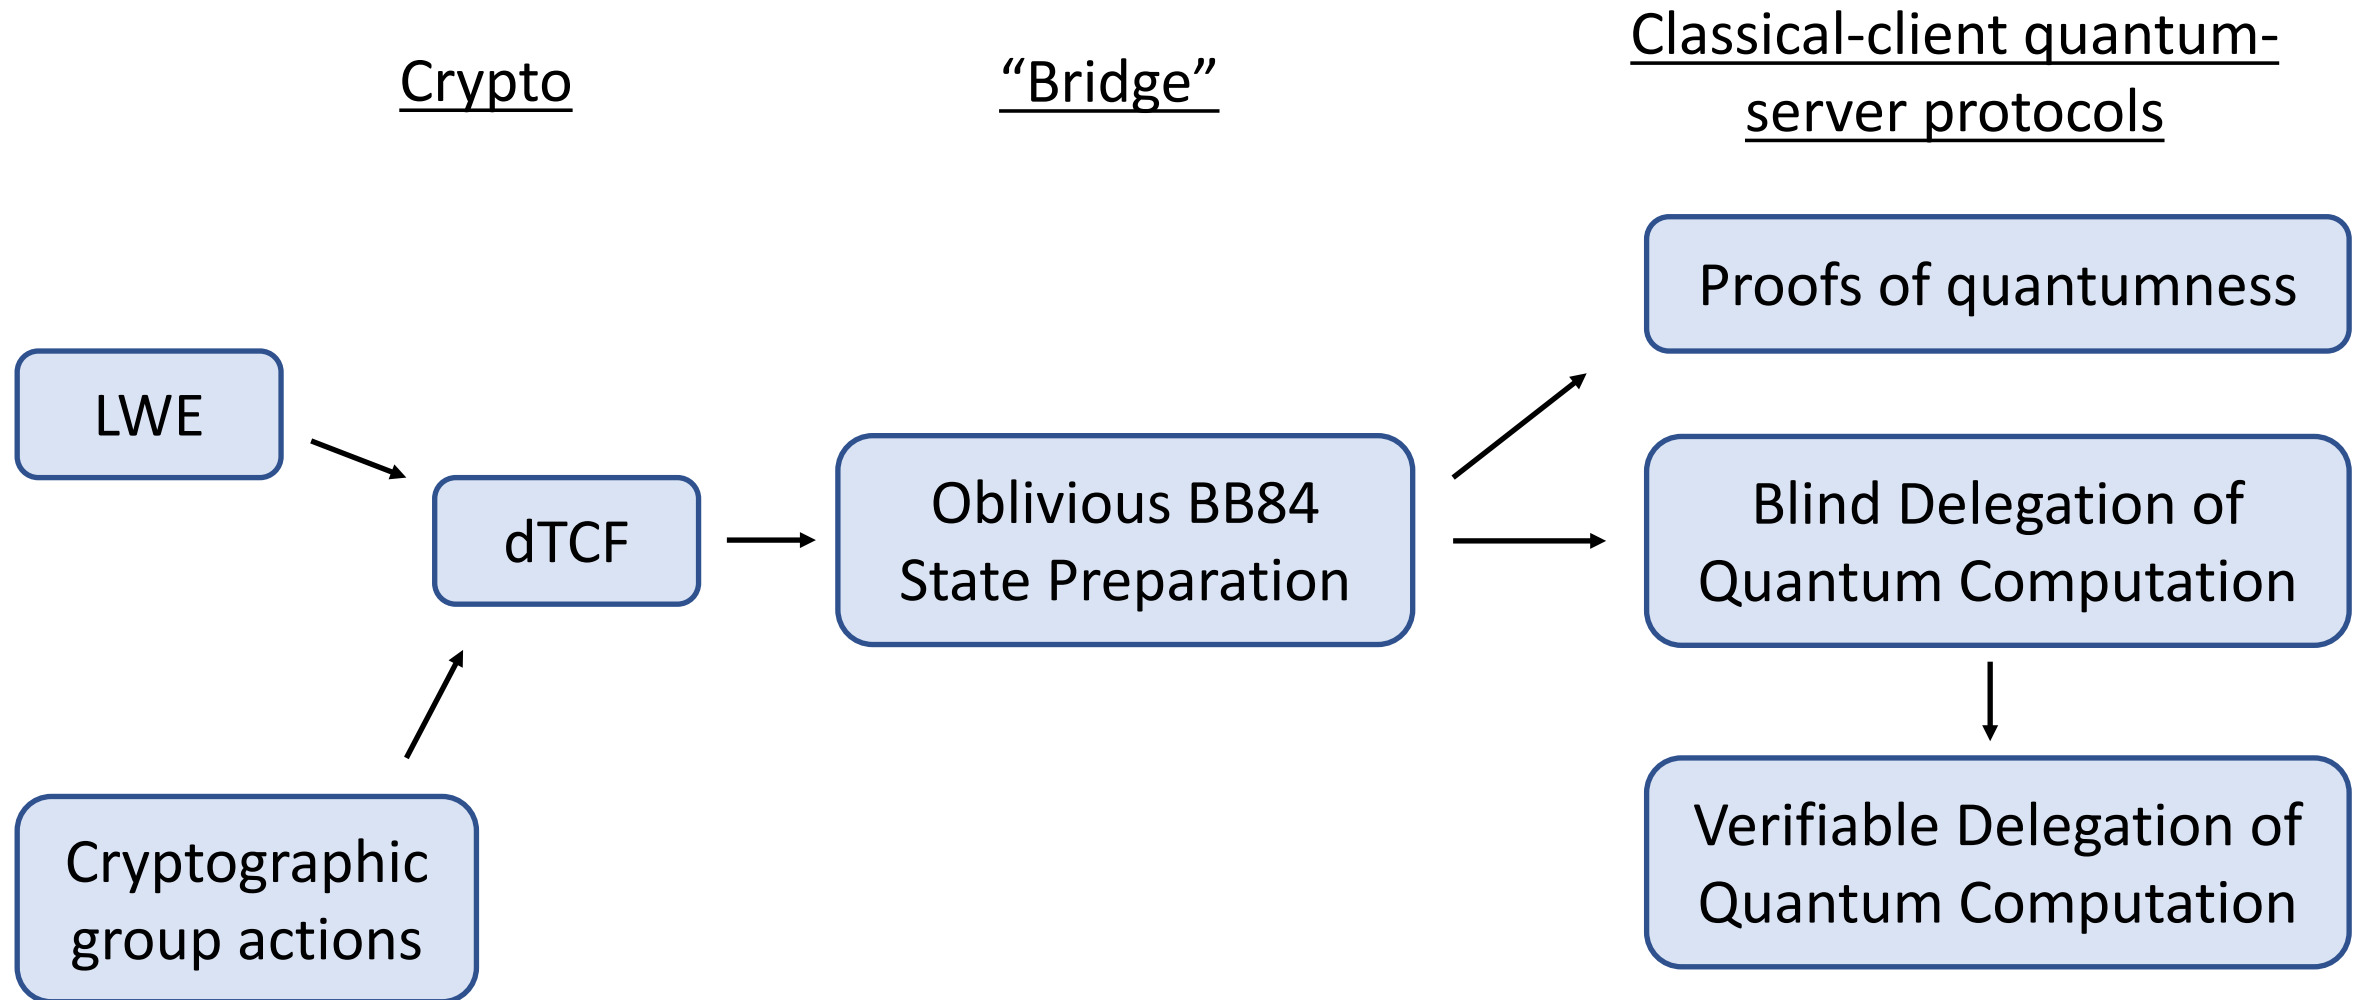 Crypto
“Bridge”
Classical-client quantum-
server protocols
LWE
dTCF
Cryptographic
group actions
Oblivious BB84
State Preparation
Proofs of quantumness
Blind Delegation of
Quantum Computation
Verifiable Delegation of
Quantum Computation